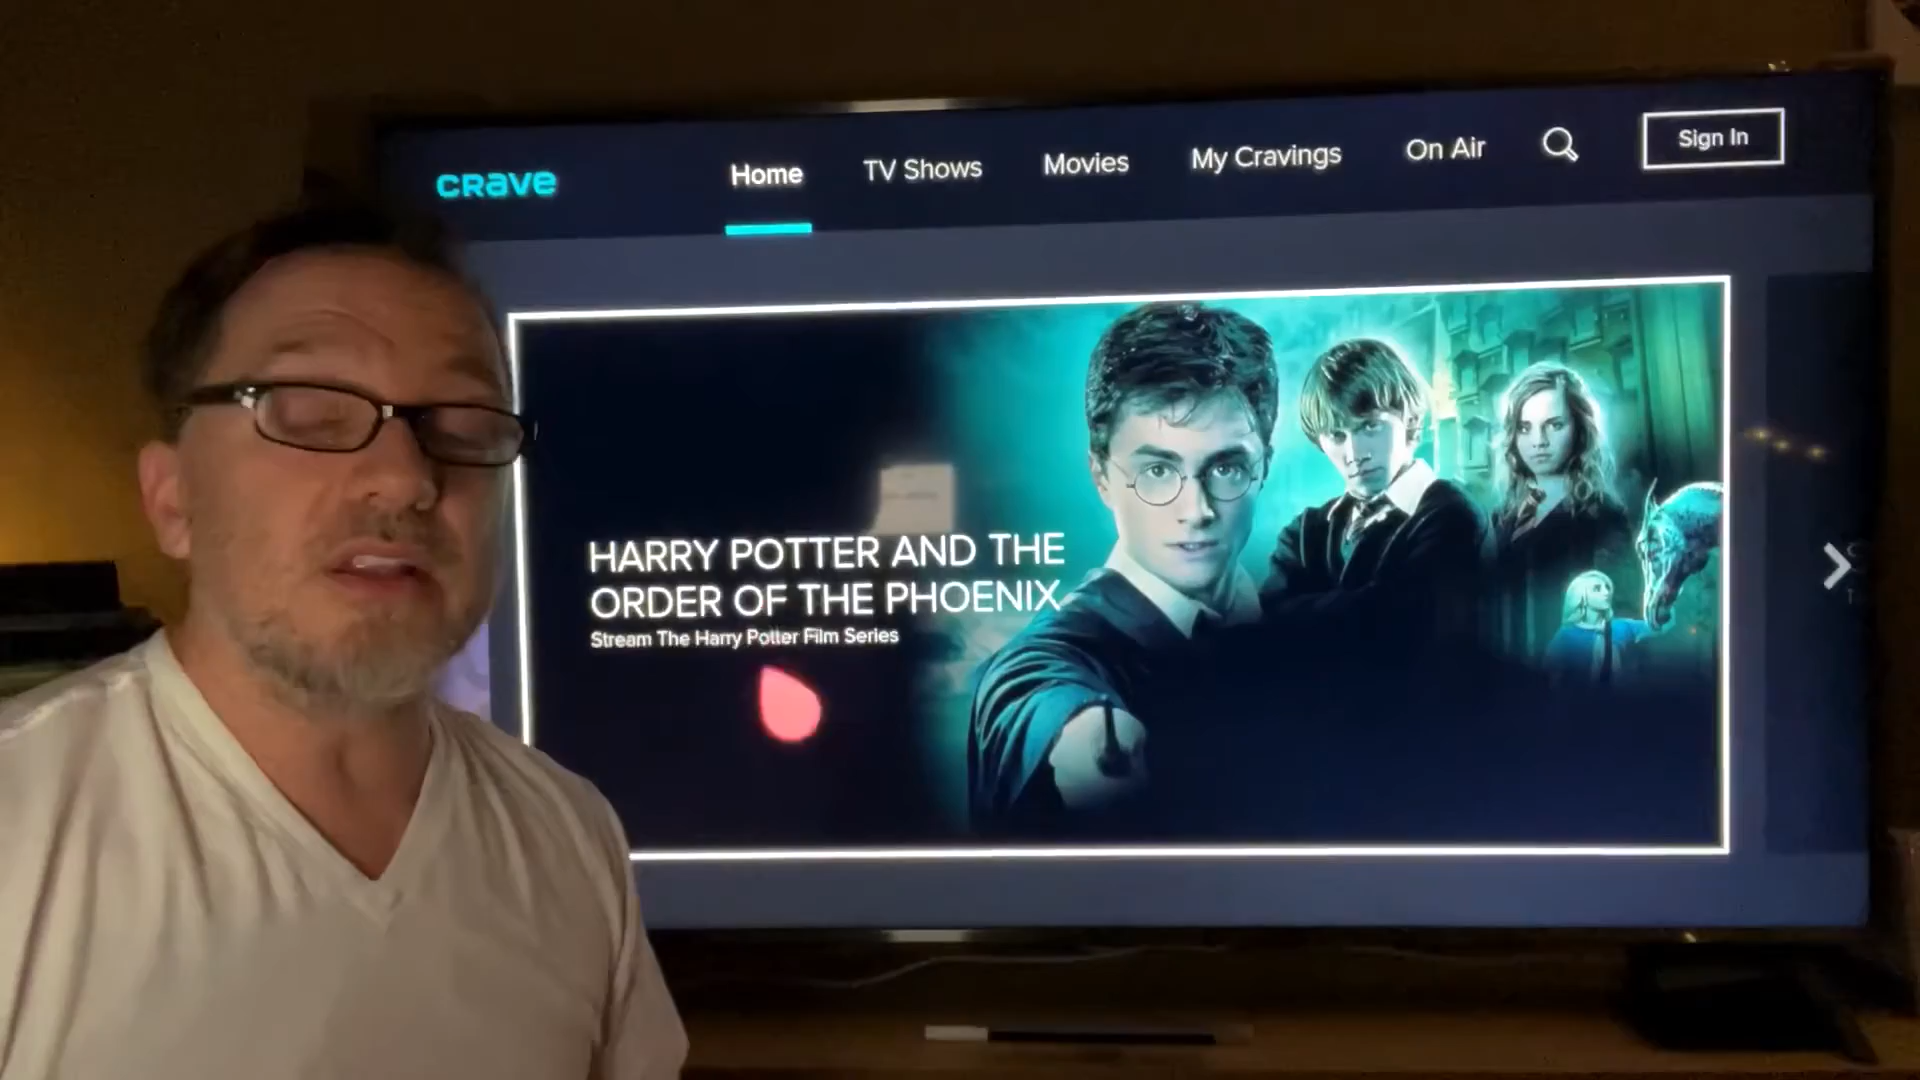 CRAVE
Home
TV Shows
Movies
My Cravings
On Air
Sign In
HARRY POTTER AND THE
ORDER OF THE PHOENIX
Stream The Harry Potter Film Series